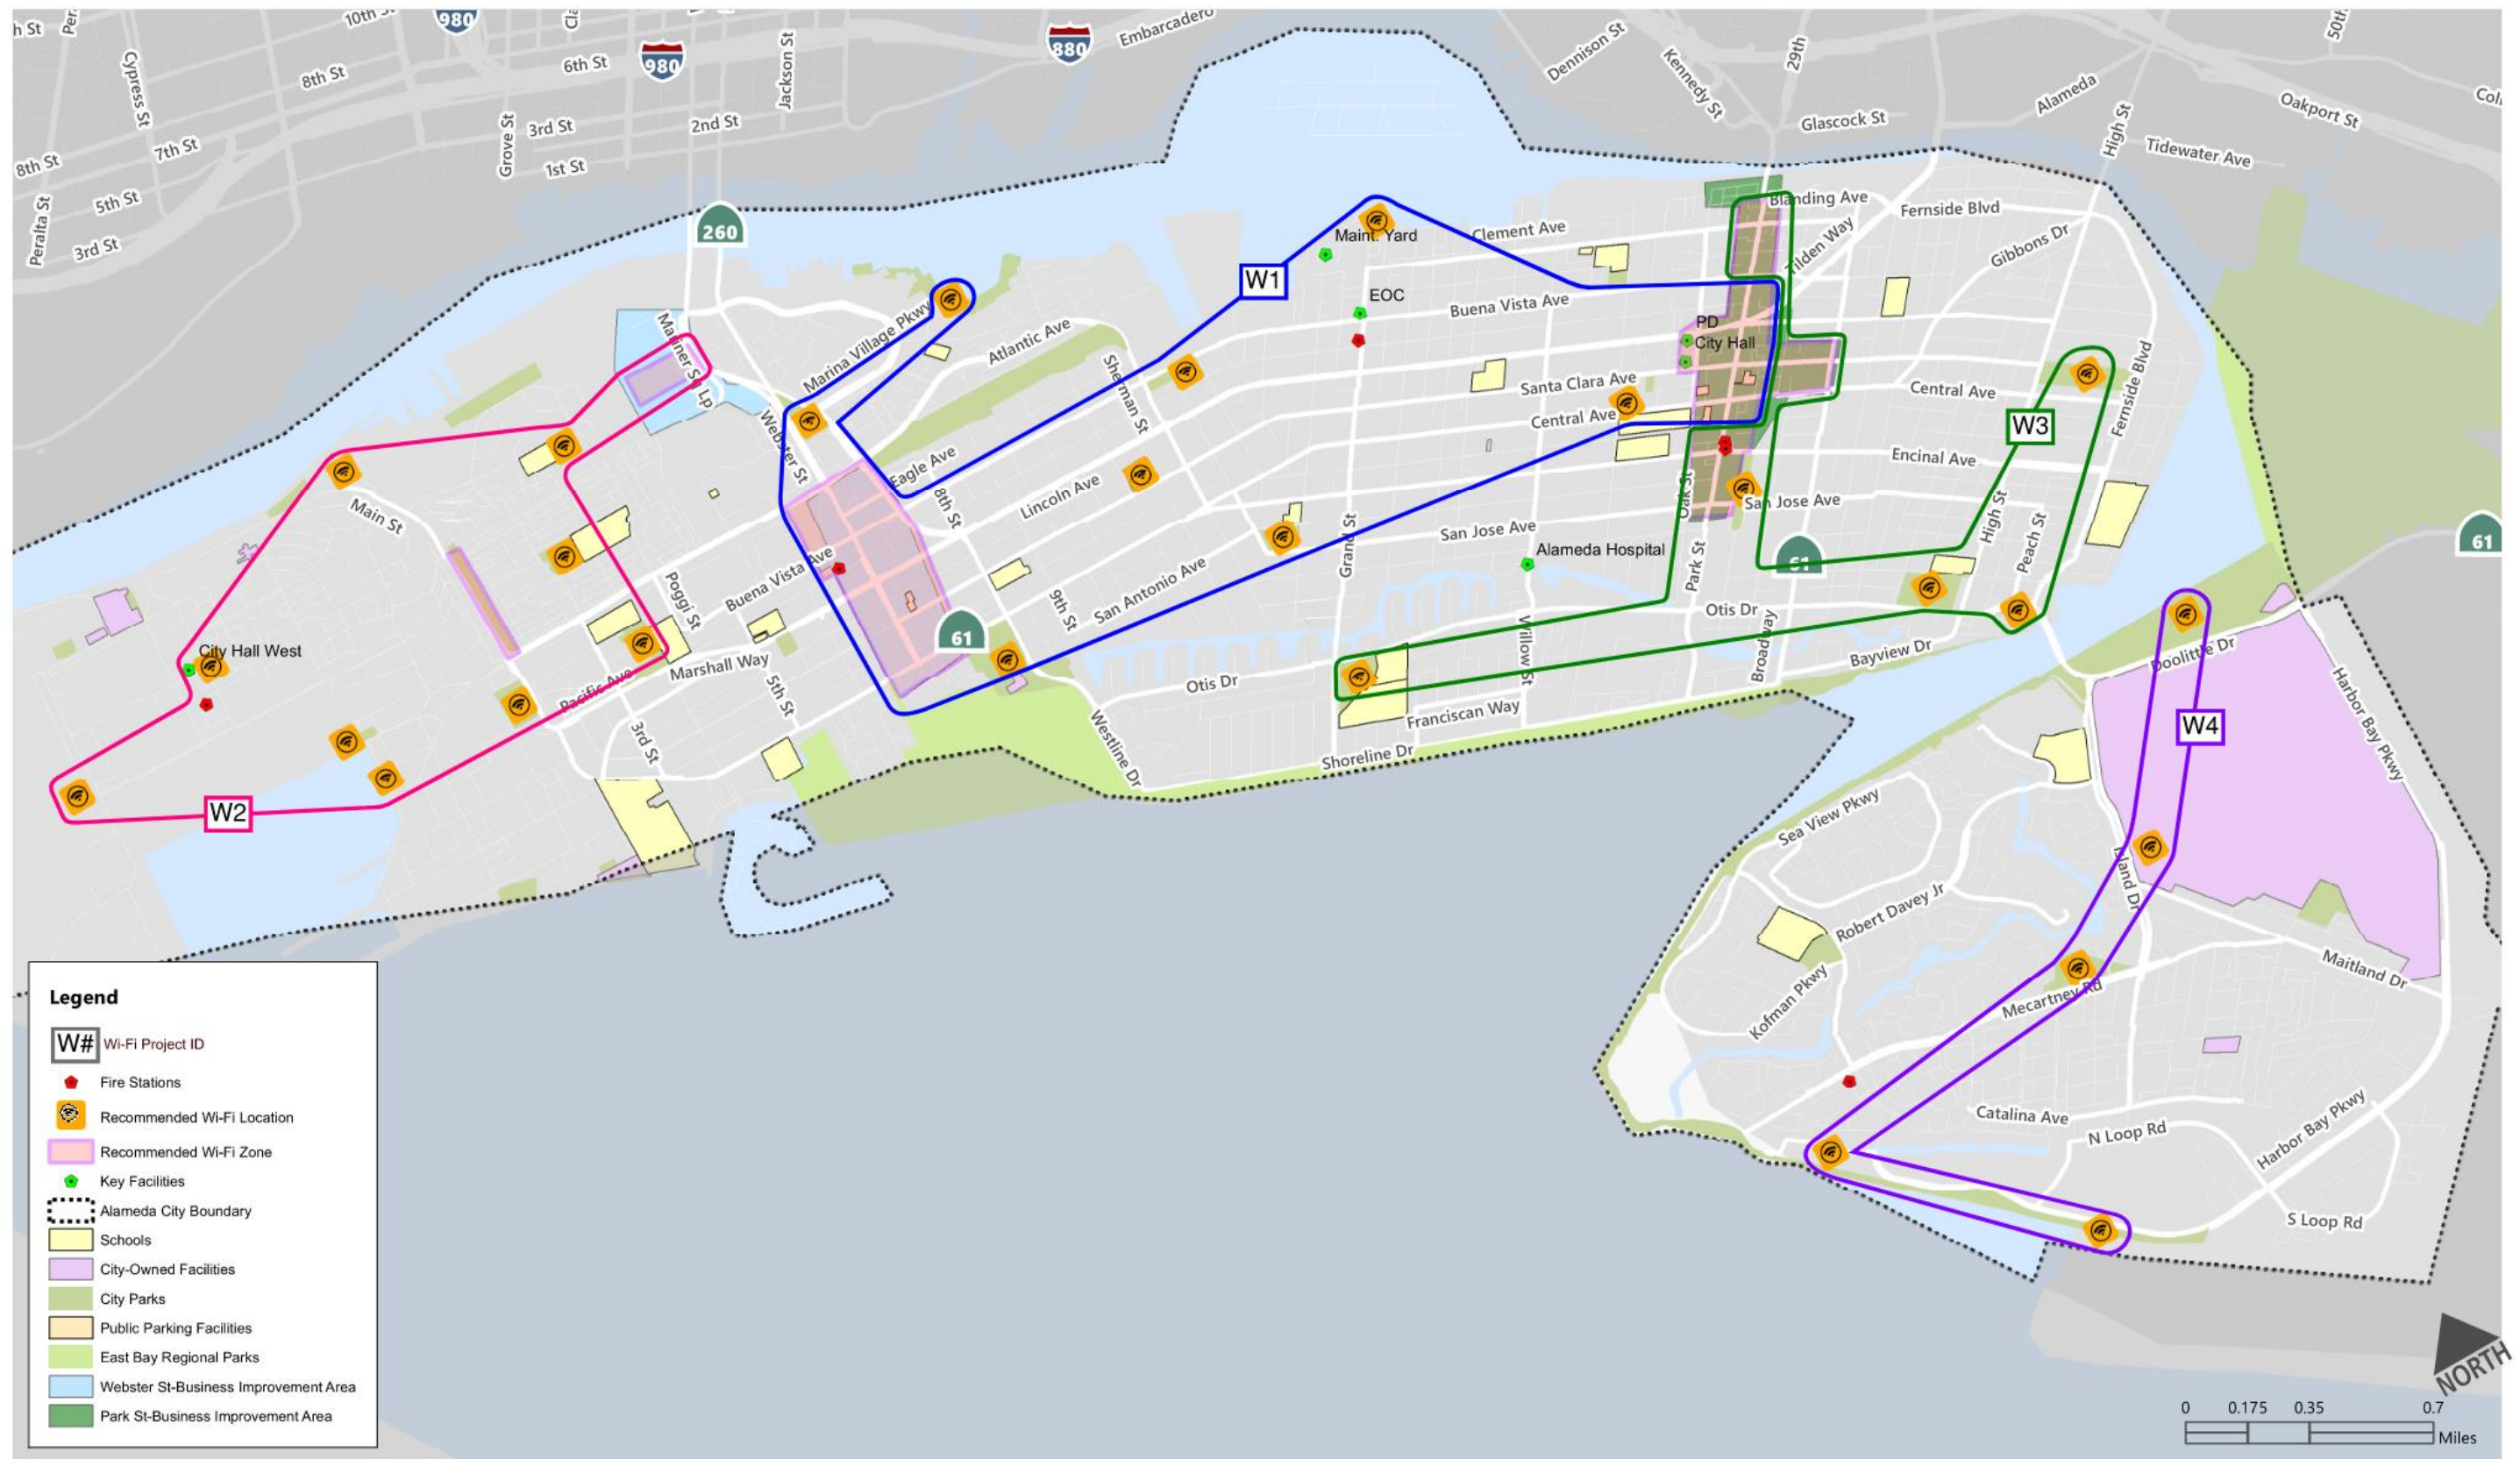 h St
Per
10th St
980
Cla
Jackson St
880
Embarcadero
Dennison St
Kennedy St
29th
50th
Cypress St
8th St
6th St
980
Alameda
High St
Oakport St
Coli
Grove St
3rd St
2nd St
Glascock St
8th St
7th St
1st St
Tidewater Ave
Peralta St
5th St
3rd St
260
Blanding Ave
Fernside Blvd
Maint. Yard
Clement Ave
Tilden Way
Gibbons Dr
W1
EOC
Buena Vista Ave
Mariner Sq Lp
Marina Village Pkwy
Atlantic Ave
PD
City Hall
Sherman St
Santa Clara Ave
Central Ave
Central Ave
Fernside Blvd
Webster St
W3
Eagle Ave
Encinal Ave
Main St
8th St
Lincoln Ave
Oak St
San Jose Ave
High St
San Jose Ave
Grand St
Peach St
61
Alameda Hospital
61
Buena Vista Ave
Poggi St
9th St
San Antonio Ave
Park St
Otis Dr
61
City Hall West
Willow St
Broadway
Bayview Dr
Doolittle Dr
Marshall Way
Pacific Ave
5th St
Otis Dr
Harbor Bay Pkwy
3rd St
Franciscan Way
W4
Westline Dr
Shoreline Dr
W2
Sea View Pkwy
Island Dr
Robert Davey Jr
Maitland Dr
Kofman Pkwy
Mecartney Rd
Catalina Ave
N Loop Rd
Harbor Bay Pkwy
S Loop Rd
Legend
W# Wi-Fi Project ID
Fire Stations
Recommended Wi-Fi Location
Recommended Wi-Fi Zone
Key Facilities
Alameda City Boundary
Schools
City-Owned Facilities
City Parks
Public Parking Facilities
East Bay Regional Parks
Webster St-Business Improvement Area
Park St-Business Improvement Area
NORTH
0 0.175 0.35 0.7
Miles